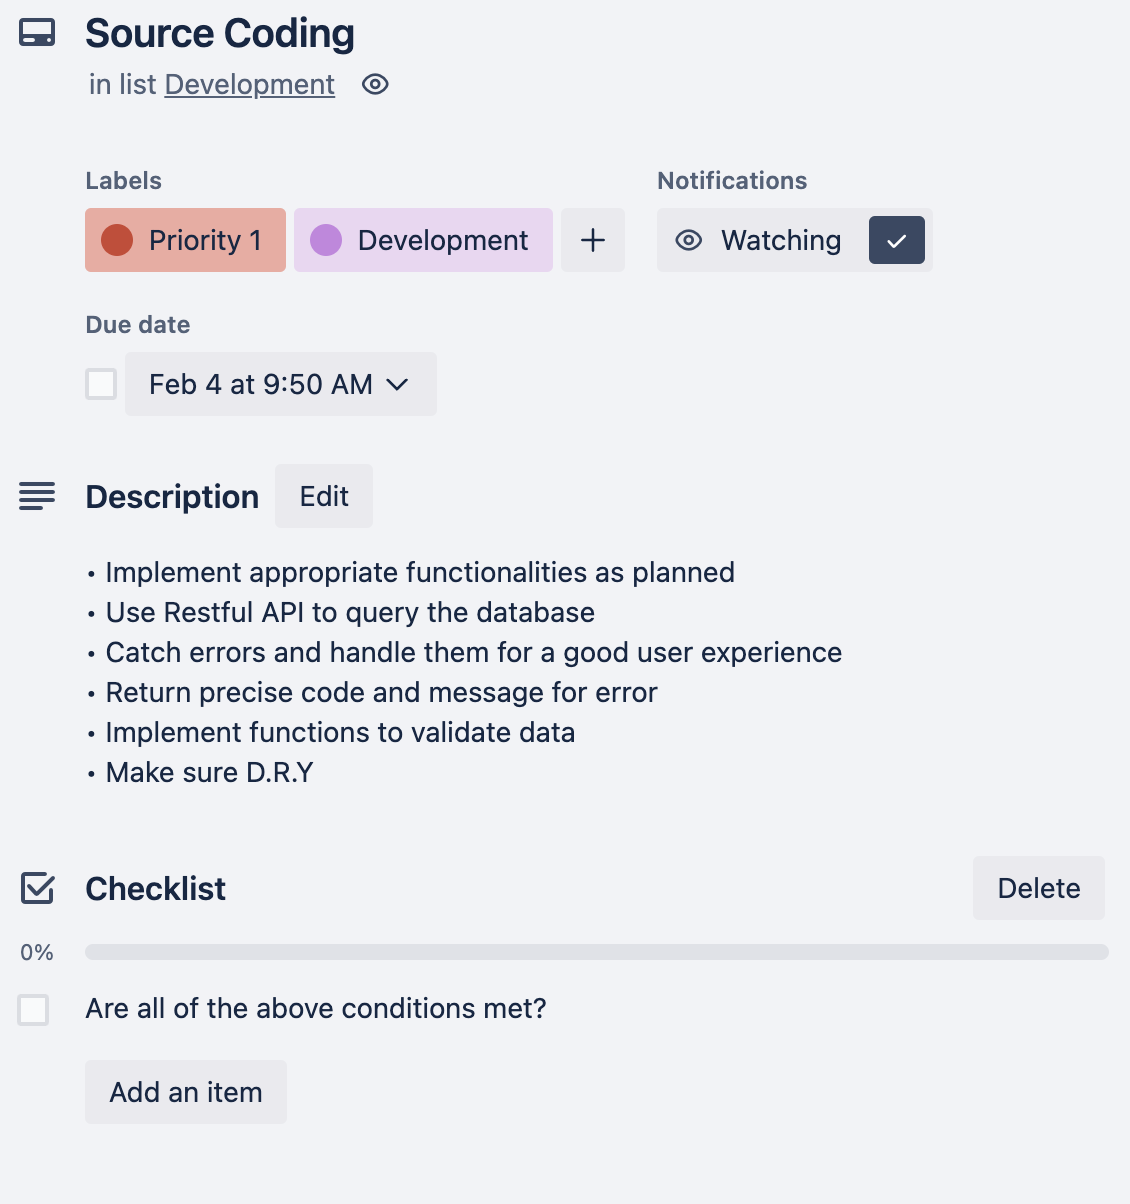 Source Coding
in list Development
Labels
Notifications
Priority 1
Development
Watching
Due date
Feb 4 at 9:50 AM
Description
Edit
• Implement appropriate functionalities as planned
• Use Restful API to query the database
• Catch errors and handle them for a good user experience
• Return precise code and message for error
• Implement functions to validate data
• Make sure D.R.Y
Checklist
Delete
0%
Are all of the above conditions met?
Add an item